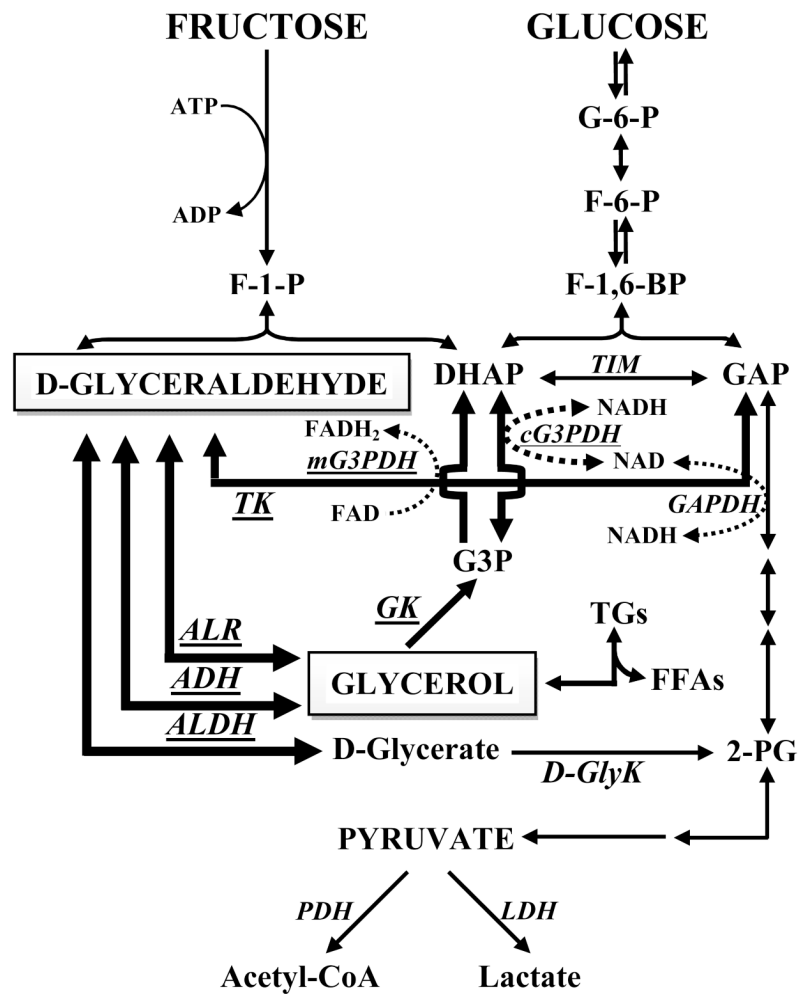 FRUCTOSE GLUCOSE
ATP
G-6-P
ADP
F-6-P
F-1-P F-1,6-BP
D-GLYCERALDEHYDE DHAP TIM GAP
FADH₂ NADH
mG3PDH cG3PDH
NAD
TK FAD GAPDH
NADH
G3P
GK
TGs
ALR
ADH GLYCEROL FFAs
ALDH
D-Glycerate D-GlyK 2-PG
PYRUVATE
PDH LDH
Acetyl-CoA Lactate